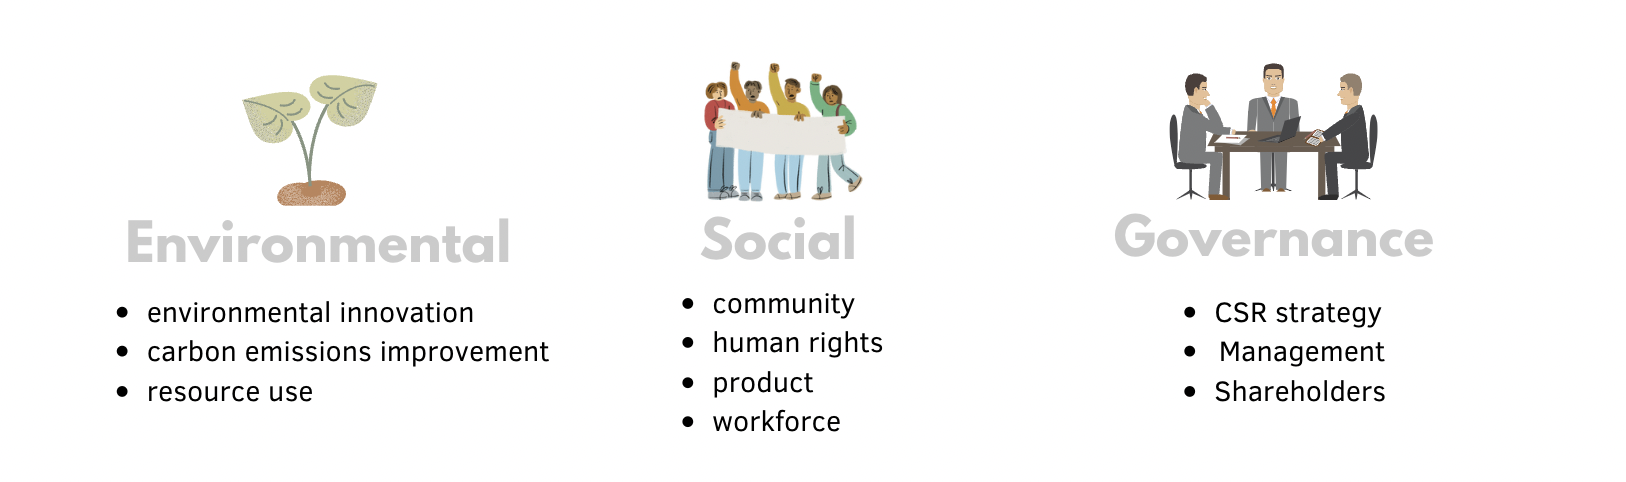 Environmental
• environmental innovation
• carbon emissions improvement
• resource use
Social
• community
• human rights
• product
• workforce
Governance
• CSR strategy
• Management
• Shareholders